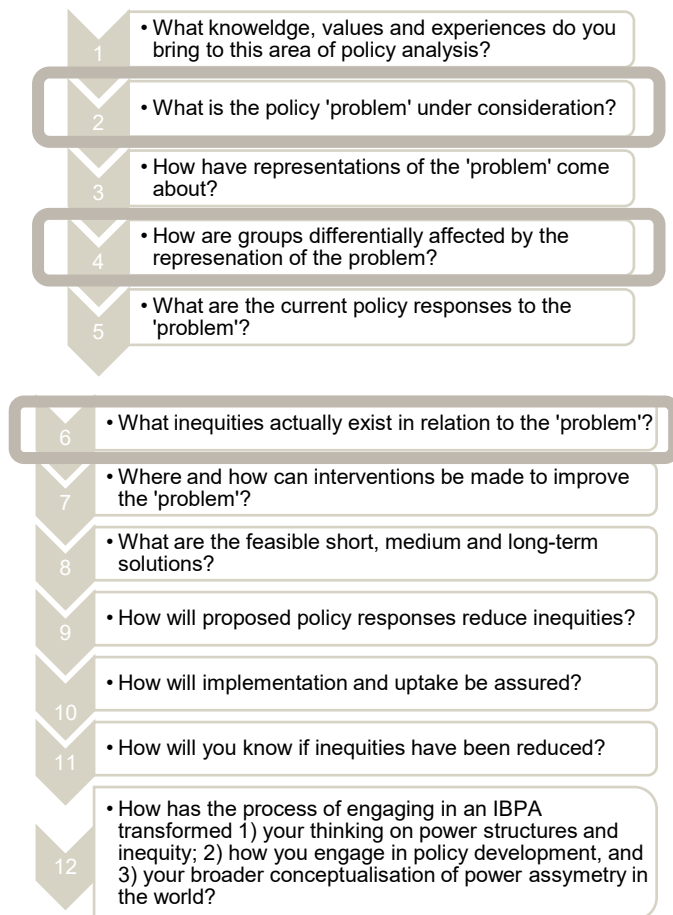 • What knoweldge, values and experiences do you
bring to this area of policy analysis?
1
• What is the policy 'problem' under consideration?
2
• How have representations of the 'problem' come
about?
3
• How are groups differentially affected by the
represenation of the problem?
4
• What are the current policy responses to the
'problem'?
5
• What inequities actually exist in relation to the 'problem'?
6
• Where and how can interventions be made to improve
the 'problem'?
7
• What are the feasible short, medium and long-term
solutions?
8
• How will proposed policy responses reduce inequities?
9
• How will implementation and uptake be assured?
10
• How will you know if inequities have been reduced?
11
• How has the process of engaging in an IBPA
transformed 1) your thinking on power structures and
inequity; 2) how you engage in policy development, and
3) your broader conceptualisation of power assymetry in
the world?
12